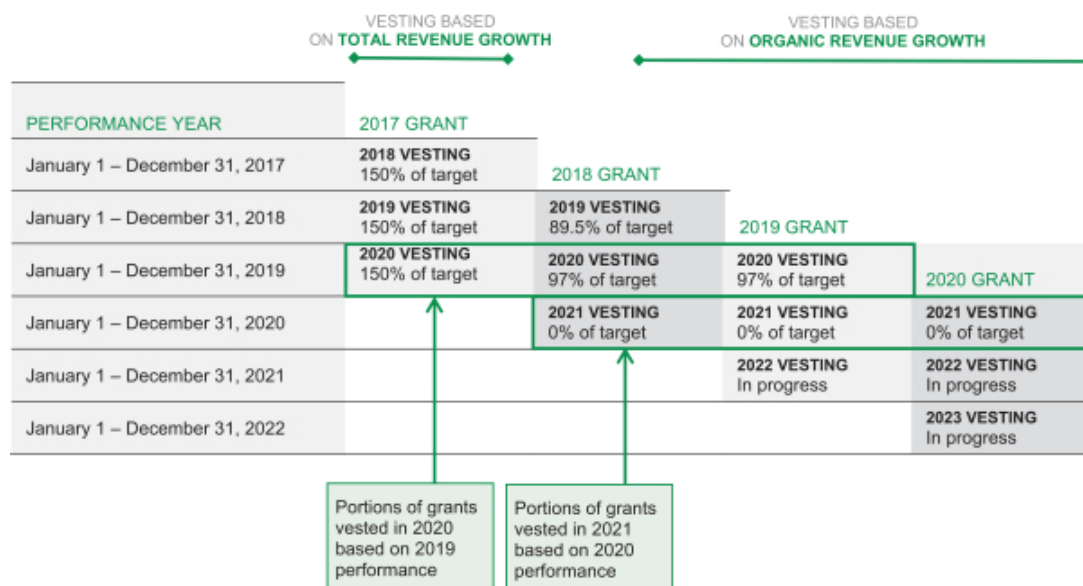 VESTING BASED
ON TOTAL REVENUE GROWTH
VESTING BASED
ON ORGANIC REVENUE GROWTH
PERFORMANCE YEAR
2017 GRANT
January 1 – December 31, 2017
2018 VESTING
150% of target
2018 GRANT
January 1 – December 31, 2018
2019 VESTING
150% of target
2019 VESTING
89.5% of target
2019 GRANT
January 1 – December 31, 2019
2020 VESTING
150% of target
2020 VESTING
97% of target
2020 VESTING
97% of target
2020 GRANT
January 1 – December 31, 2020
2021 VESTING
0% of target
2021 VESTING
0% of target
2021 VESTING
0% of target
January 1 – December 31, 2021
2022 VESTING
In progress
2022 VESTING
In progress
January 1 – December 31, 2022
2023 VESTING
In progress
Portions of grants
vested in 2020
based on 2019
performance
Portions of grants
vested in 2021
based on 2020
performance